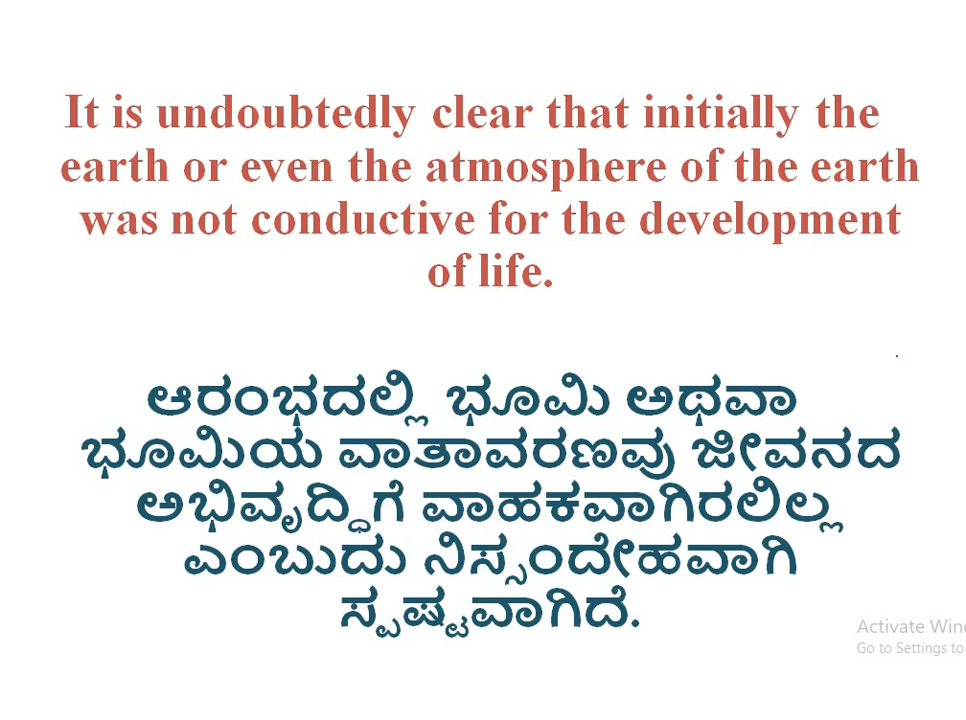 It is undoubtedly clear that initially the
earth or even the atmosphere of the earth
was not conductive for the development
of life.
ಆರಂಭದಲ್ಲಿ ಭೂಮಿ ಅಥವಾ
ಭೂಮಿಯ ವಾತಾವರಣವು ಜೀವನದ
ಅಭಿವೃದ್ಧಿಗೆ ವಾಹಕವಾಗಿರಲಿಲ್ಲ
ಎಂಬುದು ನಿಸ್ಸಂದೇಹವಾಗಿ
ಸ್ಪಷ್ಟವಾಗಿದೆ.
Activate Win
Go to Settings to